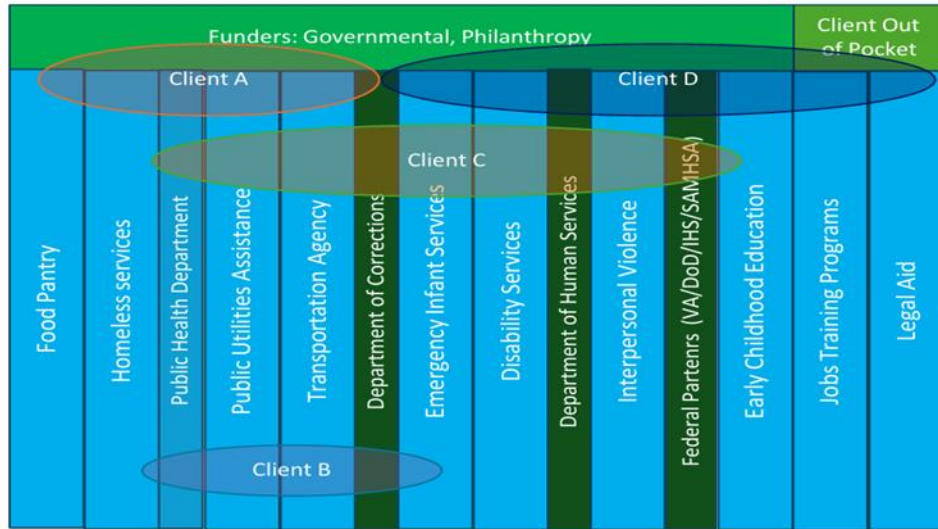 Funders: Governmental, Philanthropy
Client Out
of Pocket
Client A
Client D
Client C
Food Pantry
Homeless services
Public Health Department
Public Utilities Assistance
Transportation Agency
Department of Corrections
Emergency Infant Services
Disability Services
Department of Human Services
Interpersonal Violence
Federal Partenrs (VA/DoD/IHS/SAMHSA)
Early Childhood Education
Jobs Training Programs
Legal Aid
Client B